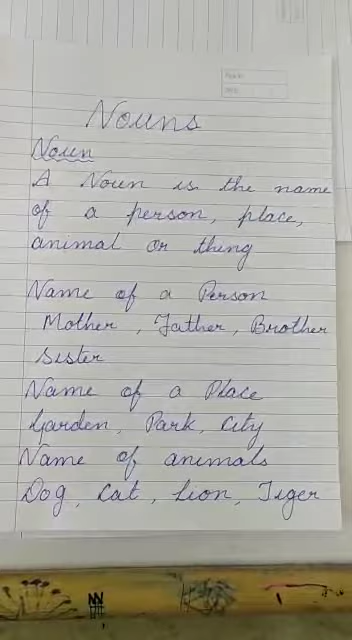 Nouns
Noun
A Noun is the name
of a person, place,
animal or thing
Name of a Person
Mother, Father, Brother
Sister
Name of a Place
Garden, Park, City
Name of animals
Dog, Cat, Lion, Tiger